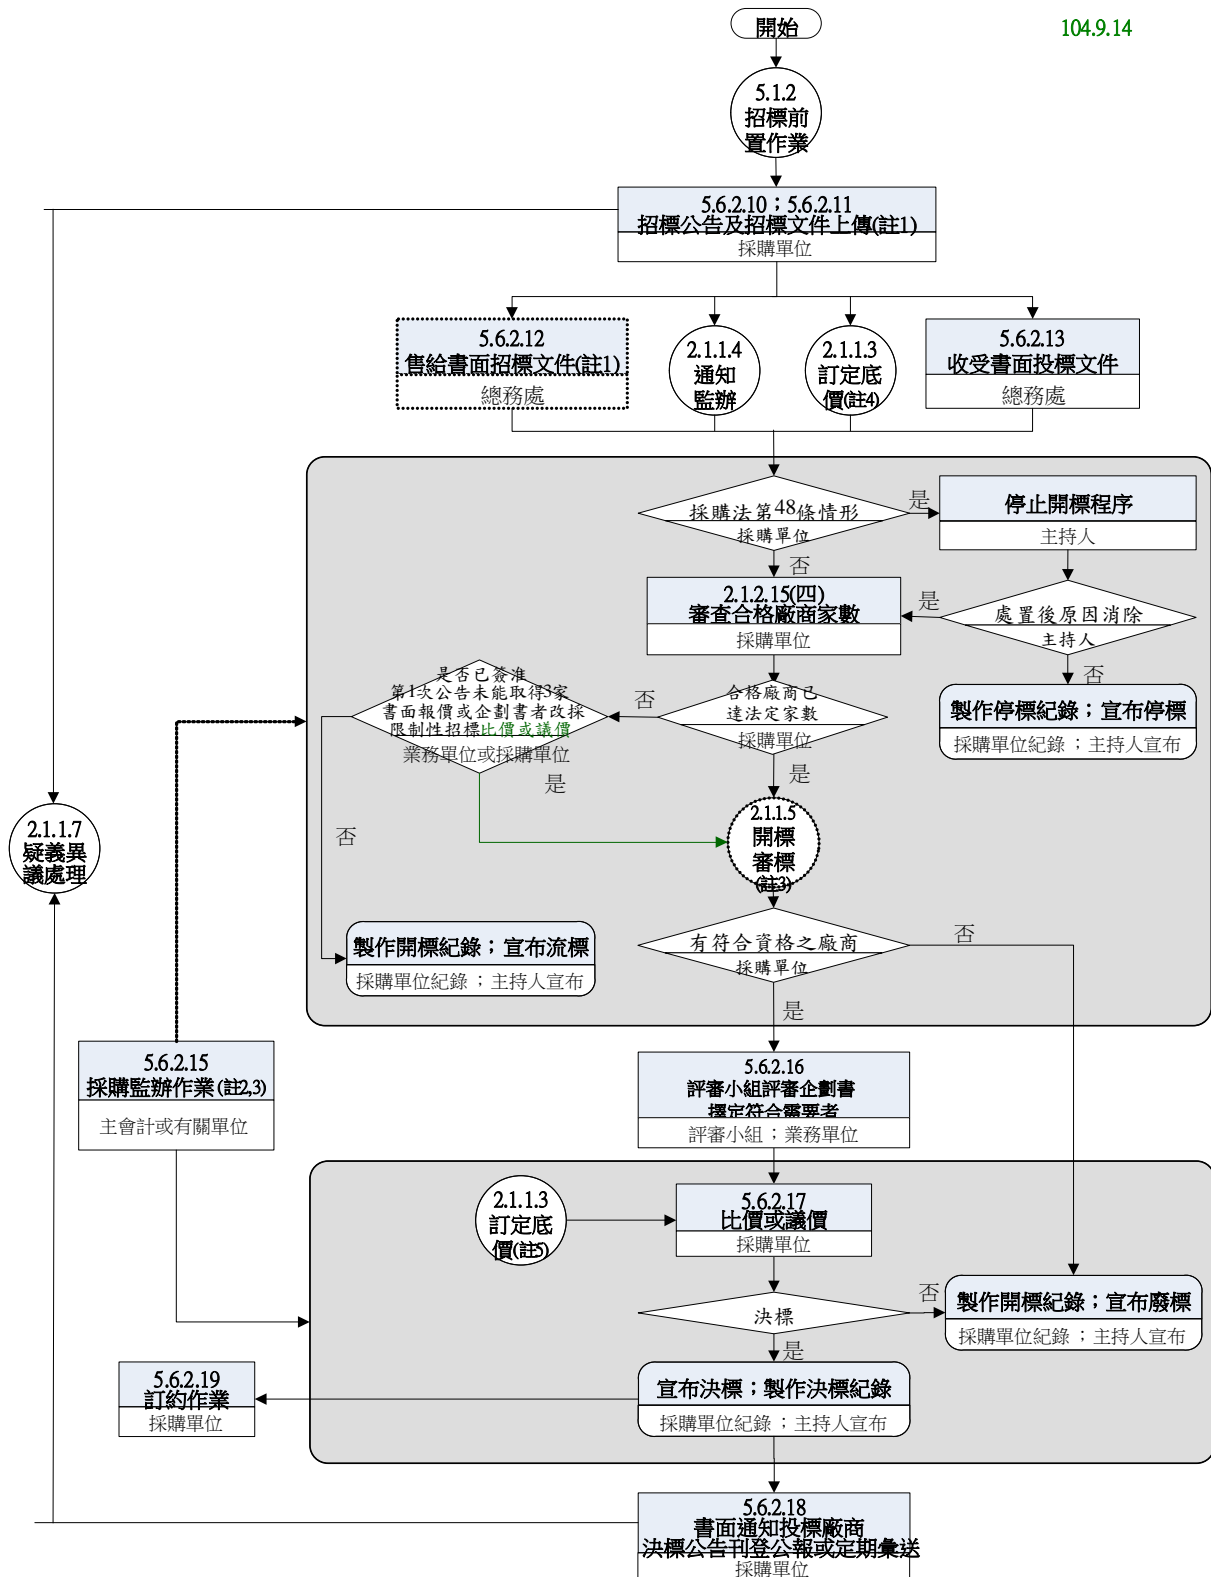 開始
104.9.14
5.1.2
招標前
置作業
5.6.2.10；5.6.2.11
招標公告及招標文件上傳(註1)
採購單位
5.6.2.12
售給書面招標文件(註1)
總務處
2.1.1.4
通知
監辦
2.1.1.3
訂定底
價(註4)
5.6.2.13
收受書面投標文件
總務處
採購法第48條情形
採購單位
是
停止開標程序
主持人
否
2.1.2.15(四)
審查合格廠商家數
採購單位
是
處置後原因消除
主持人
否
是否已簽准
第1次公告未能取得3家
書面報價或企劃書者改採
限制性招標比價或議價
業務單位或採購單位
否
合格廠商已
達法定家數
採購單位
製作停標紀錄；宣布停標
採購單位紀錄；主持人宣布
是
是
否
2.1.1.5
開標
審標
(註3)
2.1.1.7
疑義異
議處理
製作開標紀錄；宣布流標
採購單位紀錄；主持人宣布
有符合資格之廠商
採購單位
否
是
5.6.2.15
採購監辦作業(註2,3)
主會計或有關單位
5.6.2.16
評審小組評審企劃書
擇定符合需要者
評審小組；業務單位
2.1.1.3
訂定底
價(註5)
5.6.2.17
比價或議價
採購單位
決標
否
製作開標紀錄；宣布廢標
採購單位紀錄；主持人宣布
是
5.6.2.19
訂約作業
採購單位
宣布決標；製作決標紀錄
採購單位紀錄；主持人宣布
5.6.2.18
書面通知投標廠商
決標公告刊登公報或定期彙送
採購單位